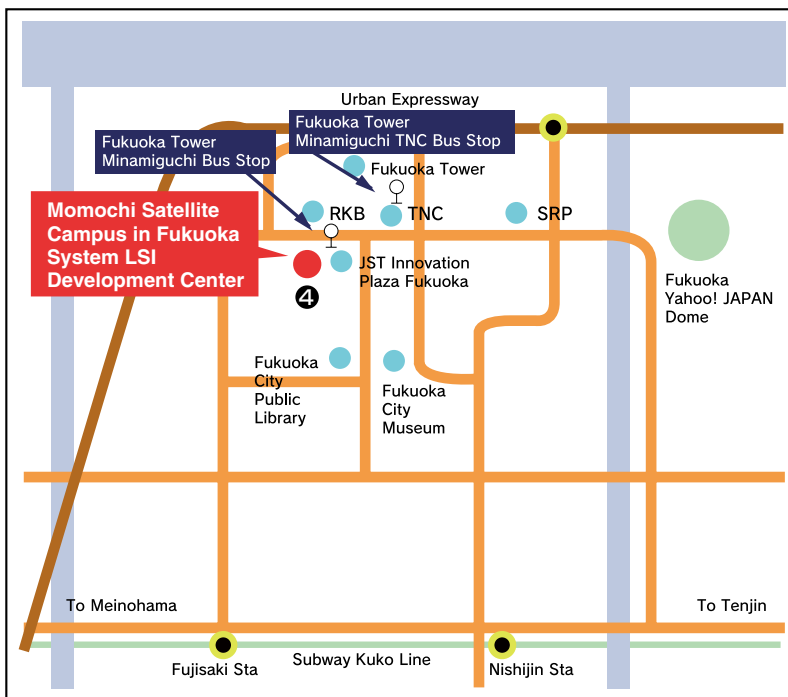 Urban Expressway
Fukuoka Tower
Minamiguchi TNC Bus Stop
Fukuoka Tower
Minamiguchi Bus Stop
Fukuoka Tower
Momochi Satellite
Campus in Fukuoka
System LSI
Development Center
RKB
TNC
SRP
JST Innovation
Plaza Fukuoka
4
Fukuoka
Yahoo! JAPAN
Dome
Fukuoka
City
Public
Library
Fukuoka
City
Museum
To Meinohama
To Tenjin
Fujisaki Sta
Subway Kuko Line
Nishijin Sta